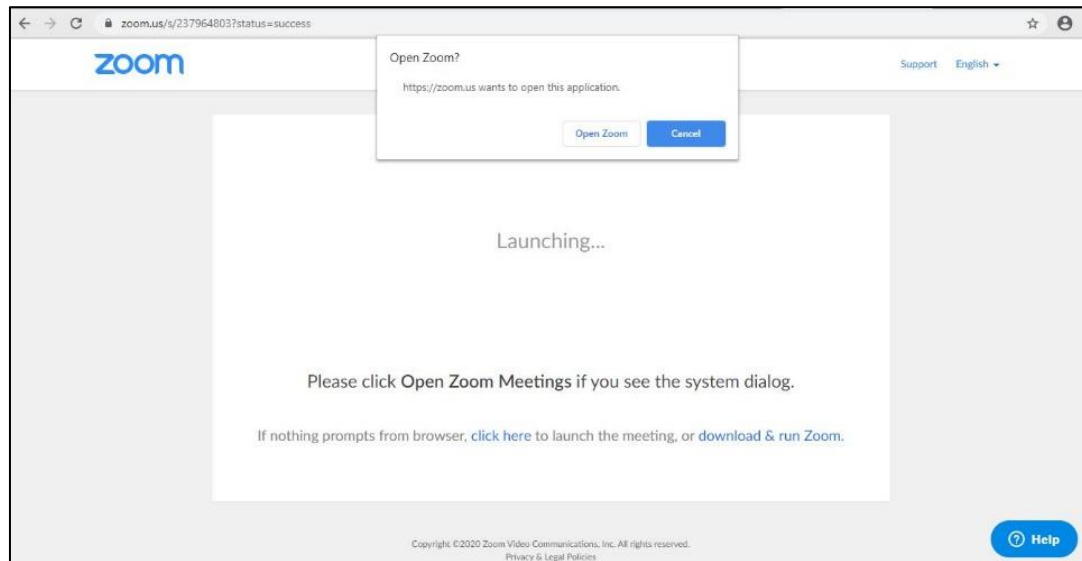 zoom.us/s/237964803?status=success
zoom
Open Zoom?
https://zoom.us wants to open this application.
Open Zoom Cancel
Support English
Launching...
Please click Open Zoom Meetings if you see the system dialog.
If nothing prompts from browser, click here to launch the meeting, or download & run Zoom.
Copyright ©2020 Zoom Video Communications, Inc. All rights reserved.
Privacy & Legal Policies
Help